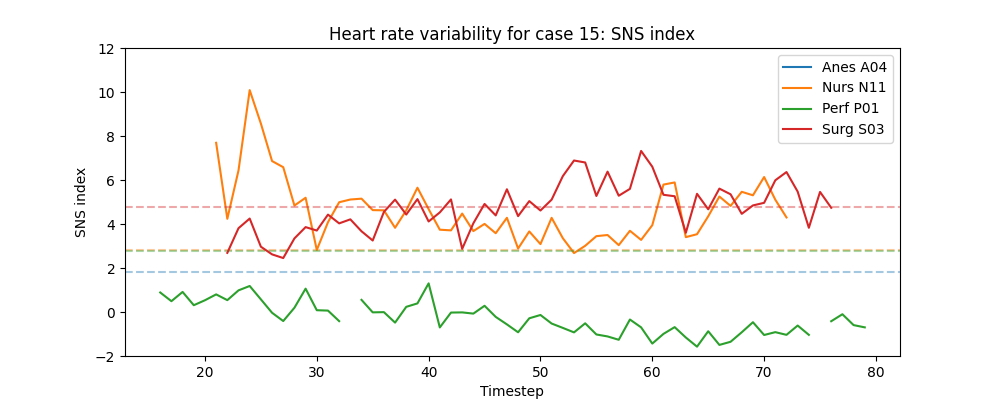 Heart rate variability for case 15: SNS index
12
10
8
6
4
2
0
−2
SNS index
20
30
40
50
60
70
80
Timestep
Anes A04
Nurs N11
Perf P01
Surg S03